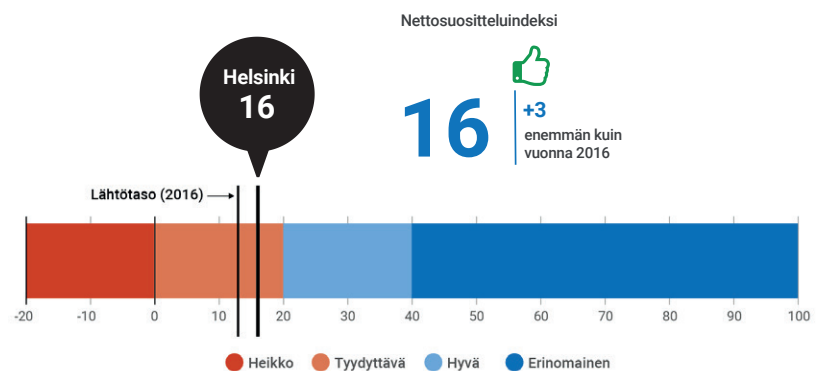 Nettosuositteluindeksi
Helsinki
16
16
+3
enemmän kuin
vuonna 2016
Lähtötaso (2016)
-20 -10 0 10 20 30 40 50 60 70 80 90 100
Heikko Tyydyttävä Hyvä Erinomainen